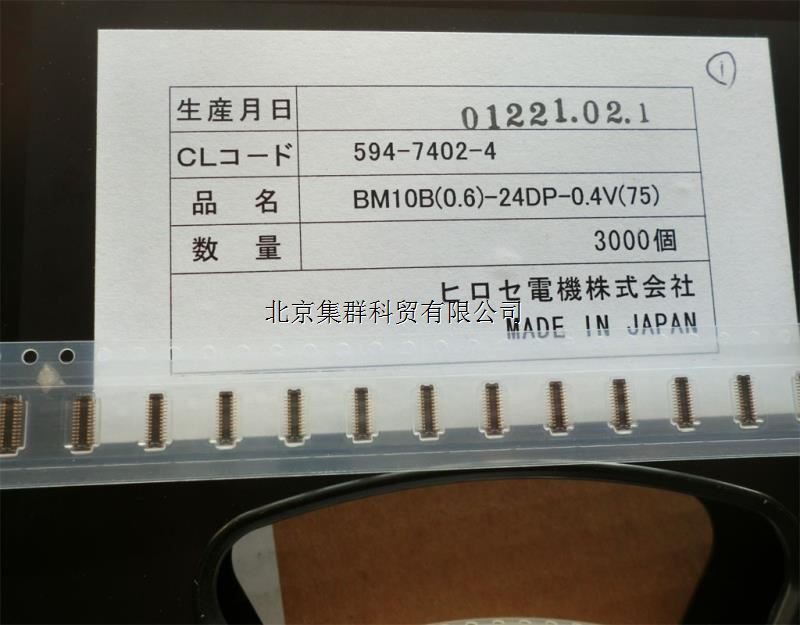 ①
生産月日 01221.02.1
CLコード 594-7402-4
品名 BM10B(0.6)-24DP-0.4V(75)
数量 3000個
ヒロセ電機株式会社
北京集群科贸有限公司
MADE IN JAPAN